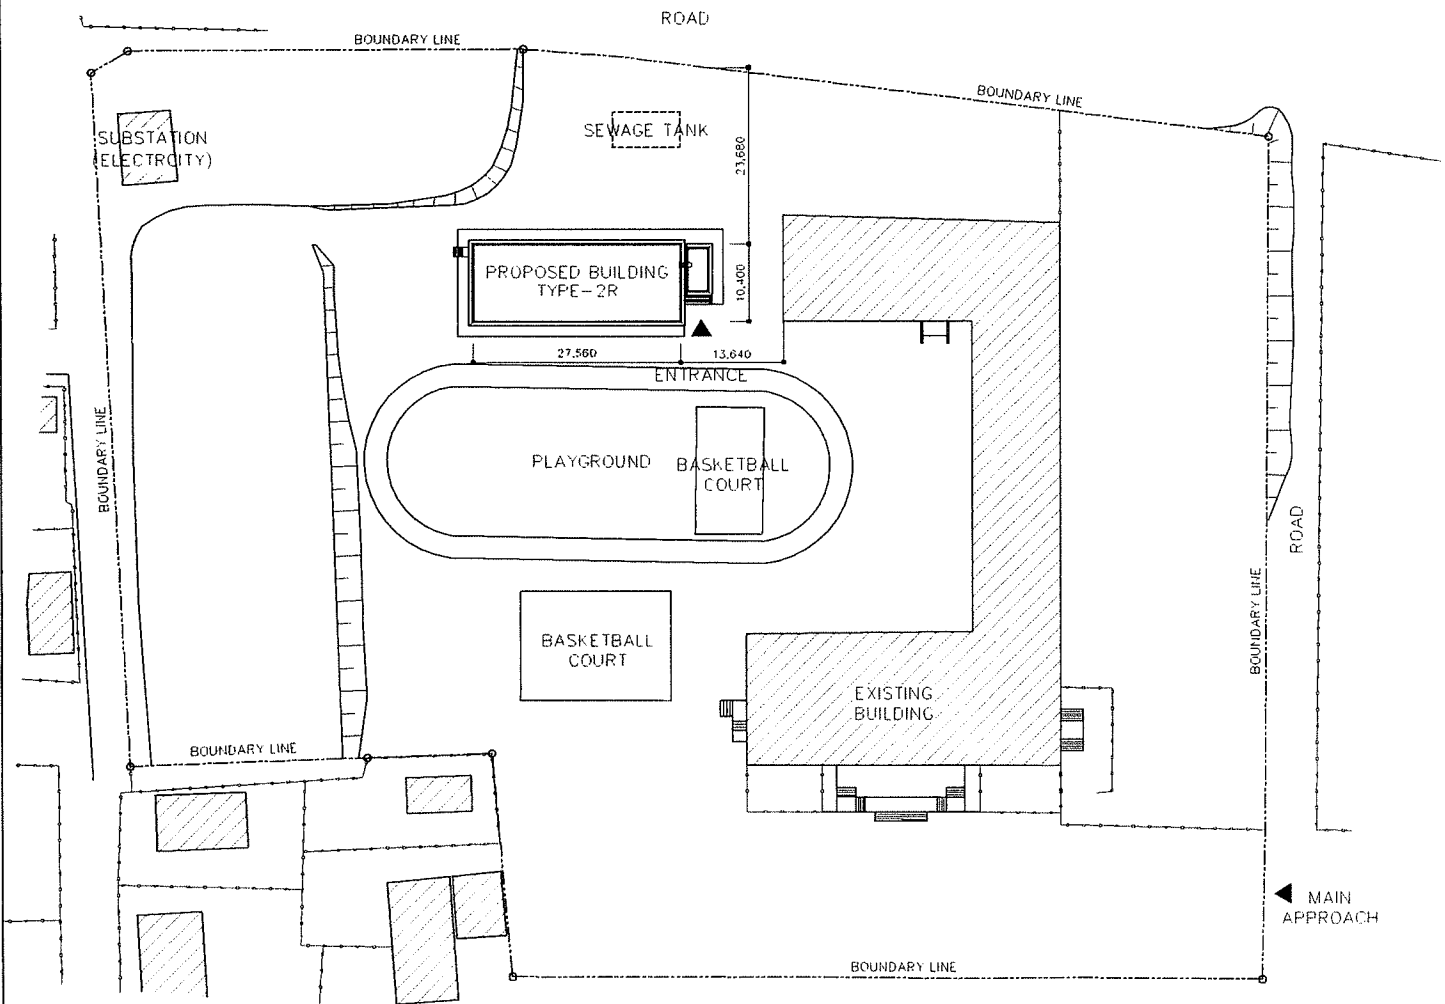 ROAD
BOUNDARY LINE
BOUNDARY LINE
SUBSTATION
(ELECTRCITY)
SEWAGE TANK
23,680
PROPOSED BUILDING
TYPE-2R
10,400
27,560
13,640
ENTRANCE
BOUNDARY LINE
PLAYGROUND
BASKETBALL
COURT
ROAD
BOUNDARY LINE
BASKETBALL
COURT
EXISTING
BUILDING
BOUNDARY LINE
MAIN
APPROACH
BOUNDARY LINE